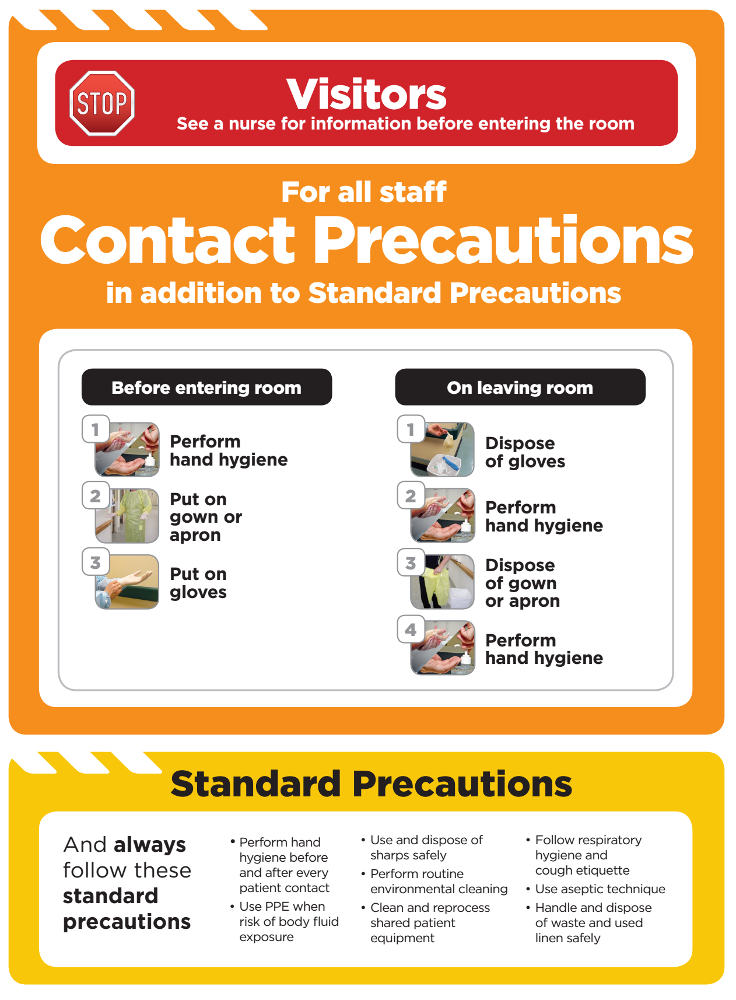 STOP
Visitors
See a nurse for information before entering the room
For all staff
Contact Precautions
in addition to Standard Precautions
Before entering room
1
Perform
hand hygiene
2
Put on
gown or
apron
3
Put on
gloves
On leaving room
1
Dispose
of gloves
2
Perform
hand hygiene
3
Dispose
of gown
or apron
4
Perform
hand hygiene
Standard Precautions
And always
follow these
standard
precautions
• Perform hand
hygiene before
and after every
patient contact
• Use PPE when
risk of body fluid
exposure
• Use and dispose of
sharps safely
• Perform routine
environmental cleaning
• Clean and reprocess
shared patient
equipment
• Follow respiratory
hygiene and
cough etiquette
• Use aseptic technique
• Handle and dispose
of waste and used
linen safely